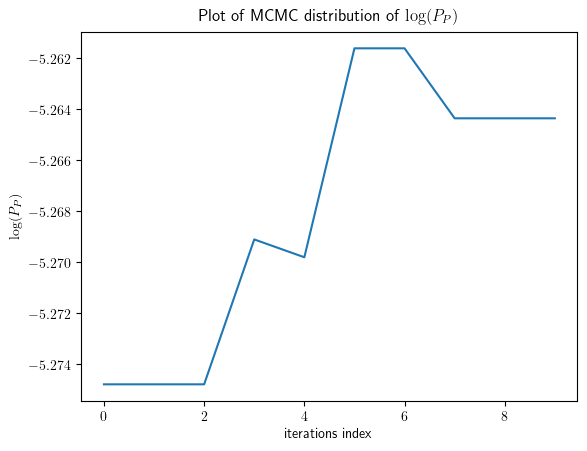 Plot of MCMC distribution of log(P_P)
−5.262
−5.264
−5.266
−5.268
−5.270
−5.272
−5.274
log(P_P)
0 2 4 6 8
iterations index